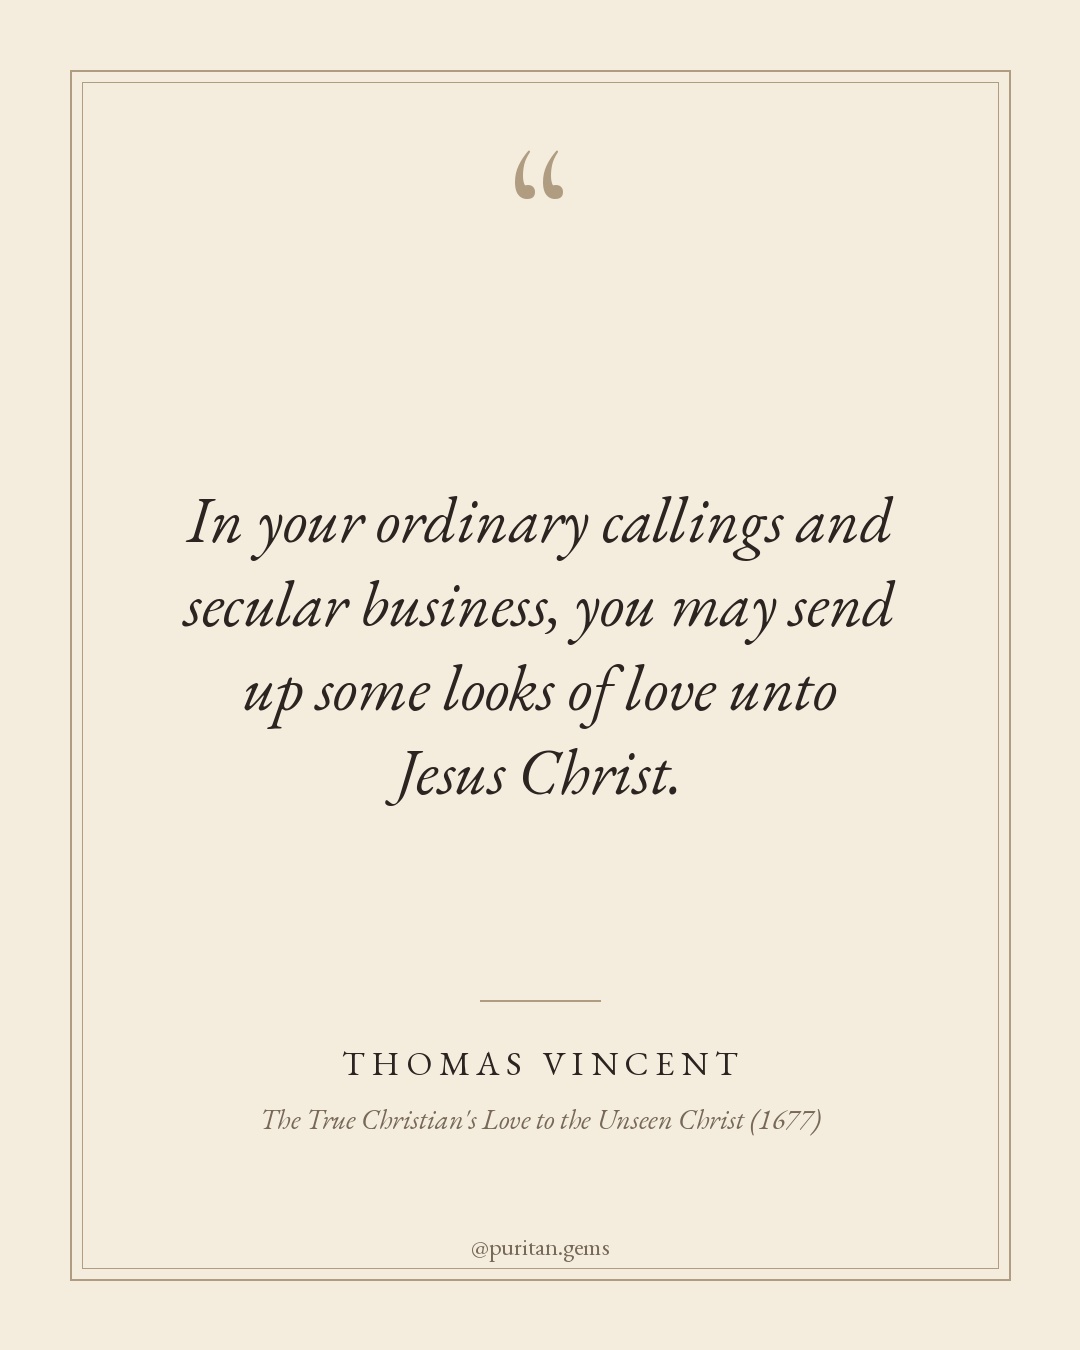 “
In your ordinary callings and
secular business, you may send
up some looks of love unto
Jesus Christ.
THOMAS VINCENT
The True Christian's Love to the Unseen Christ (1677)
@puritan.gems